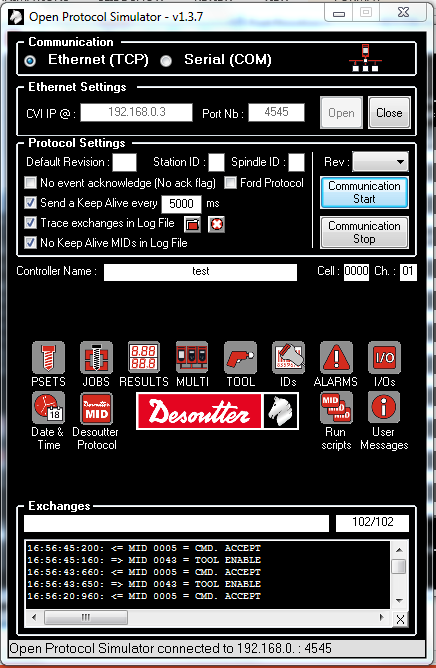 Open Protocol Simulator - v1.3.7
Communication
Ethernet (TCP) Serial (COM)
Ethernet Settings
CVI IP @ : 192.168.0.3 Port Nb : 4545 Open Close
Protocol Settings
Default Revision : Station ID : Spindle ID : Rev :
No event acknowledge (No ack flag) Ford Protocol
Communication Start
Send a Keep Alive every 5000 ms
Trace exchanges in Log File
Communication Stop
No Keep Alive MIDs in Log File
Controller Name : test Cell : 0000 Ch. : 01
PSETS JOBS RESULTS MULTI TOOL IDs ALARMS I/Os
Date & Time
Desoutter Protocol
Desoutter
Run scripts
User Messages
Exchanges
102/102
16:56:45:200: <= MID 0005 = CMD. ACCEPT
16:56:45:160: => MID 0043 = TOOL ENABLE
16:56:43:660: <= MID 0005 = CMD. ACCEPT
16:56:43:650: => MID 0043 = TOOL ENABLE
16:56:20:960: <= MID 0005 = CMD. ACCEPT
X
Open Protocol Simulator connected to 192.168.0. : 4545